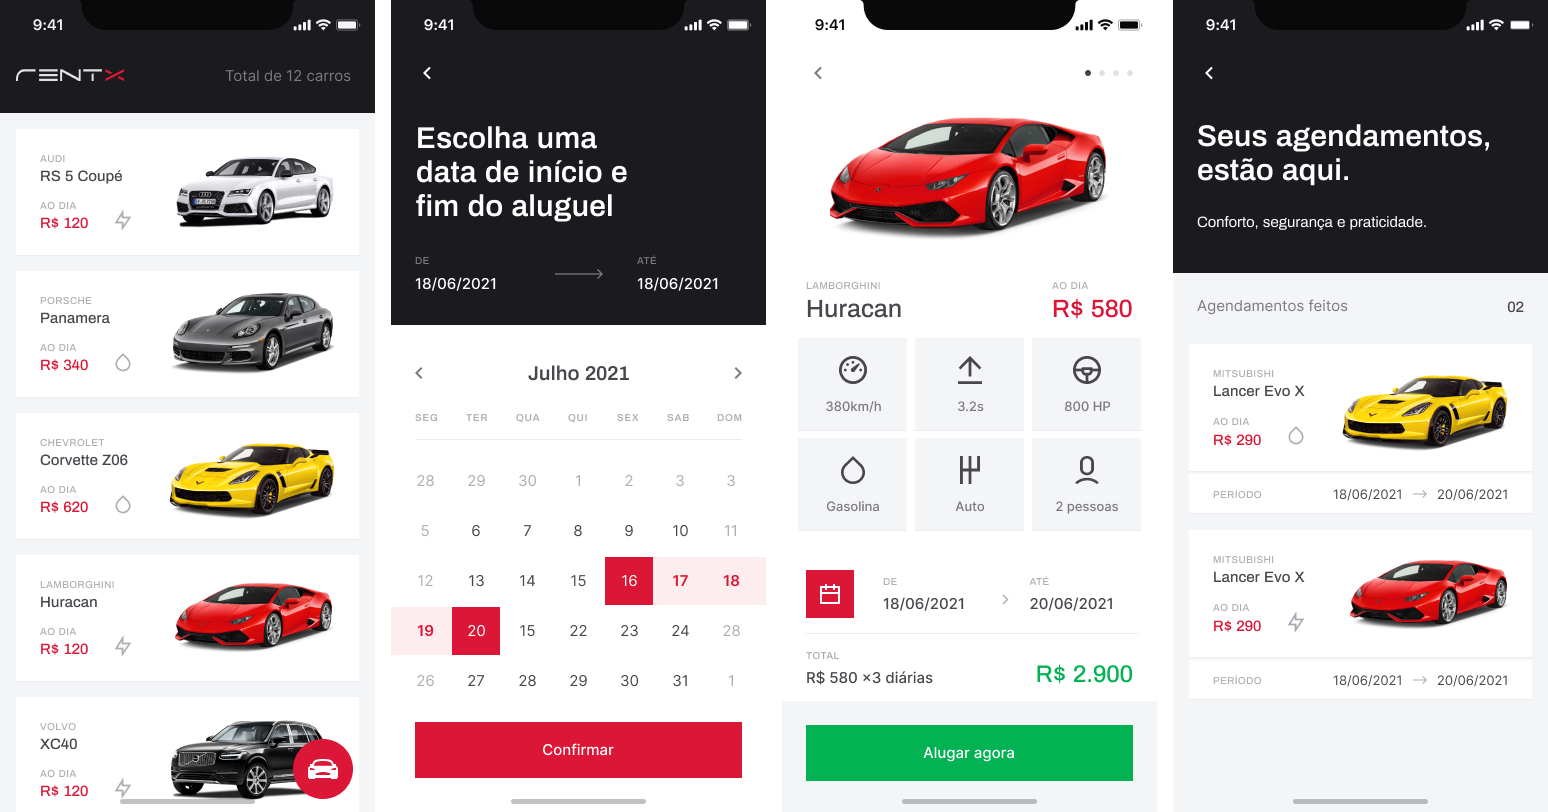 9:41
RENTX
Total de 12 carros
AUDI
RS 5 Coupé
AO DIA
R$ 120
PORSCHE
Panamera
AO DIA
R$ 340
CHEVROLET
Corvette Z06
AO DIA
R$ 620
LAMBORGHINI
Huracan
AO DIA
R$ 120
VOLVO
XC40
AO DIA
R$ 120
9:41
Escolha uma
data de início e
fim do aluguel
DE
ATÉ
18/06/2021
18/06/2021
Julho 2021
SEG TER QUA QUI SEX SAB DOM
28 29 30 1 2 3 3
5 6 7 8 9 10 11
12 13 14 15 16 17 18
19 20 15 22 23 24 28
26 27 28 29 30 31 1
Confirmar
9:41
LAMBORGHINI
AO DIA
Huracan
R$ 580
380km/h
3.2s
800 HP
Gasolina
Auto
2 pessoas
DE
ATÉ
18/06/2021
20/06/2021
TOTAL
R$ 580 ×3 diárias
R$ 2.900
Alugar agora
9:41
Seus agendamentos,
estão aqui.
Conforto, segurança e praticidade.
Agendamentos feitos
02
MITSUBISHI
Lancer Evo X
AO DIA
R$ 290
PERÍODO
18/06/2021
20/06/2021
MITSUBISHI
Lancer Evo X
AO DIA
R$ 290
PERÍODO
18/06/2021
20/06/2021